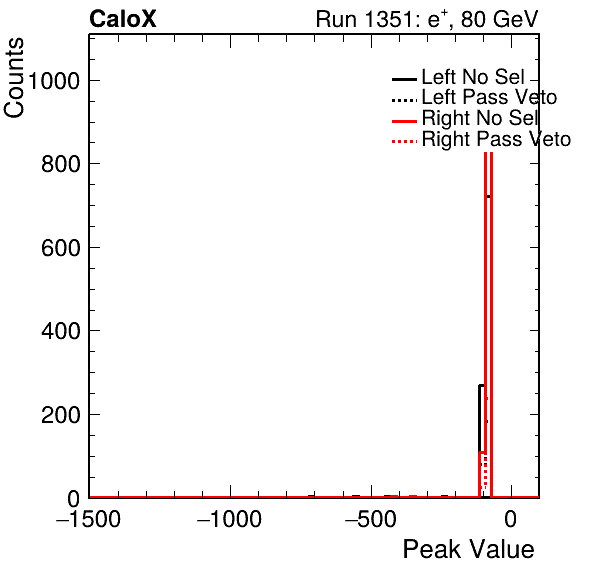 CaloX Run 1351: e⁺, 80 GeV
Counts
1000
800
600
400
200
0
Left No Sel
Left Pass Veto
Right No Sel
Right Pass Veto
−1500 −1000 −500 0
Peak Value